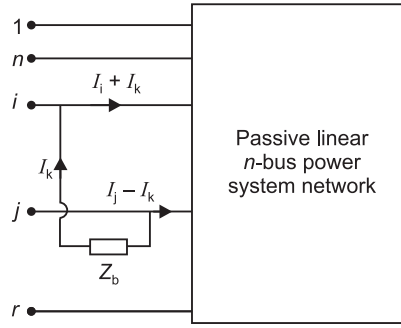 1
n
i
I_i + I_k
I_k
I_j − I_k
j
Z_b
r
Passive linear
n-bus power
system network